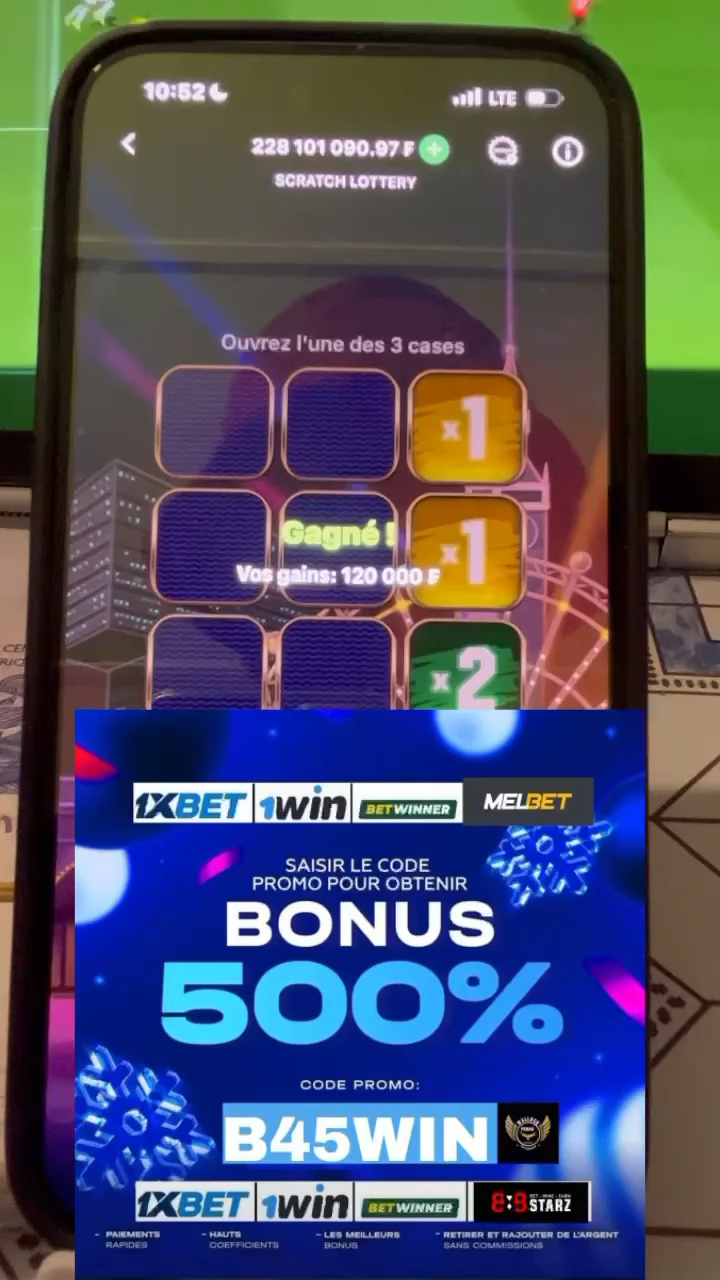 10:52
LTE
228 101 090.97 ₣
SCRATCH LOTTERY
Ouvrez l'une des 3 cases
x1
x1
Gagné !
Vos gains: 120 000 ₣
x2
1XBET 1win BETWINNER MELBET
SAISIR LE CODE
PROMO POUR OBTENIR
BONUS
500%
CODE PROMO:
B45WIN
1XBET 1win BETWINNER 888STARZ
- PAIEMENTS RAPIDES
- HAUTS COEFFICIENTS
- LES MEILLEURS BONUS
- RETIRER ET RAJOUTER DE L'ARGENT SANS COMMISSIONS